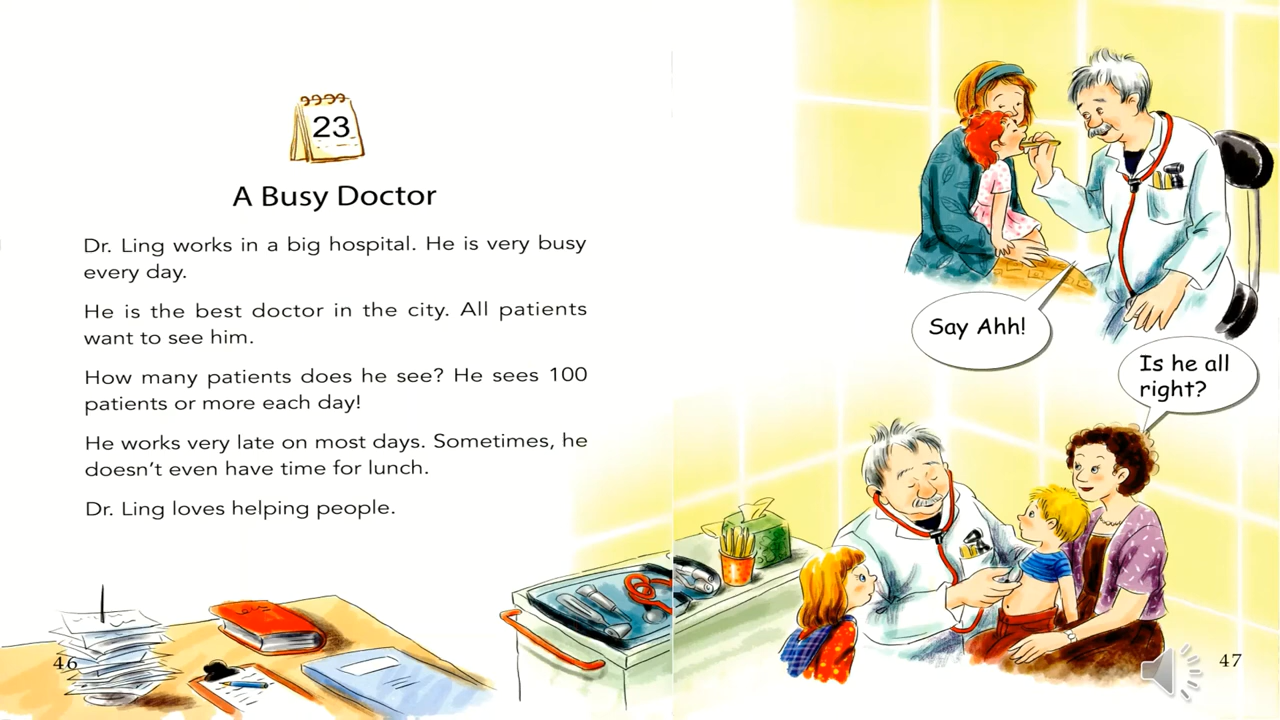 23
A Busy Doctor
Dr. Ling works in a big hospital. He is very busy
every day.
He is the best doctor in the city. All patients
want to see him.
How many patients does he see? He sees 100
patients or more each day!
He works very late on most days. Sometimes, he
doesn't even have time for lunch.
Dr. Ling loves helping people.
46
Say Ahh!
Is he all
right?
47